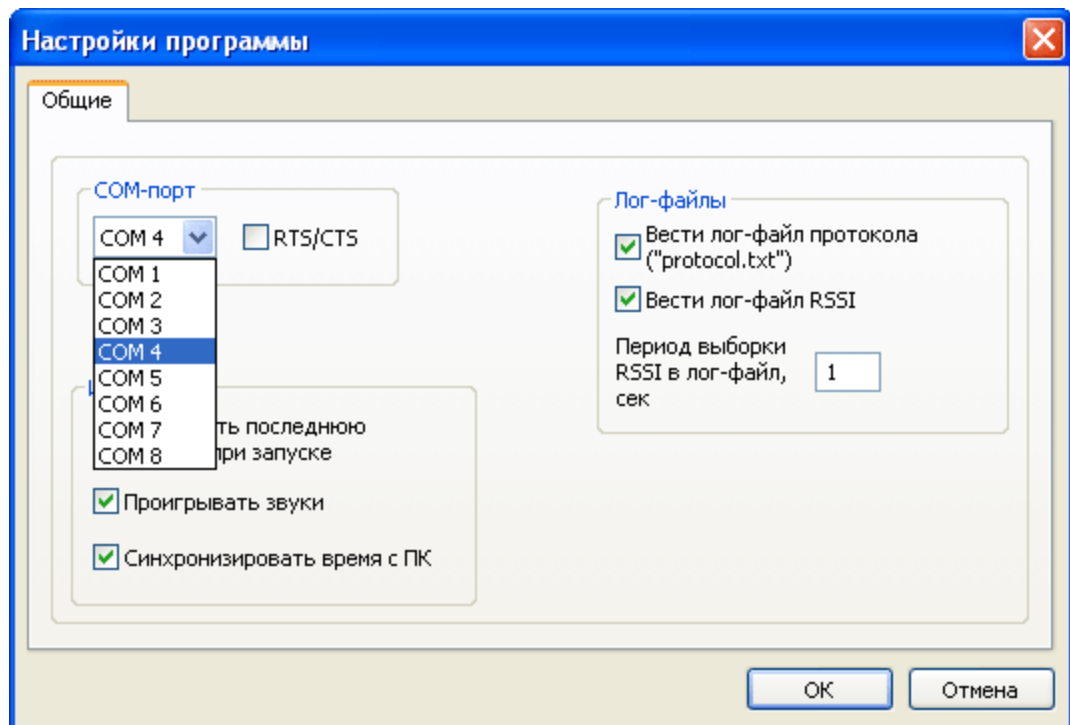 Настройки программы
Общие
COM-порт
COM 4
RTS/CTS
COM 1
COM 2
COM 3
COM 4
COM 5
COM 6
COM 7
COM 8
последнюю
при запуске
Проигрывать звуки
Синхронизировать время с ПК
Лог-файлы
Вести лог-файл протокола
("protocol.txt")
Вести лог-файл RSSI
Период выборки
RSSI в лог-файл,
сек
1
OK
Отмена